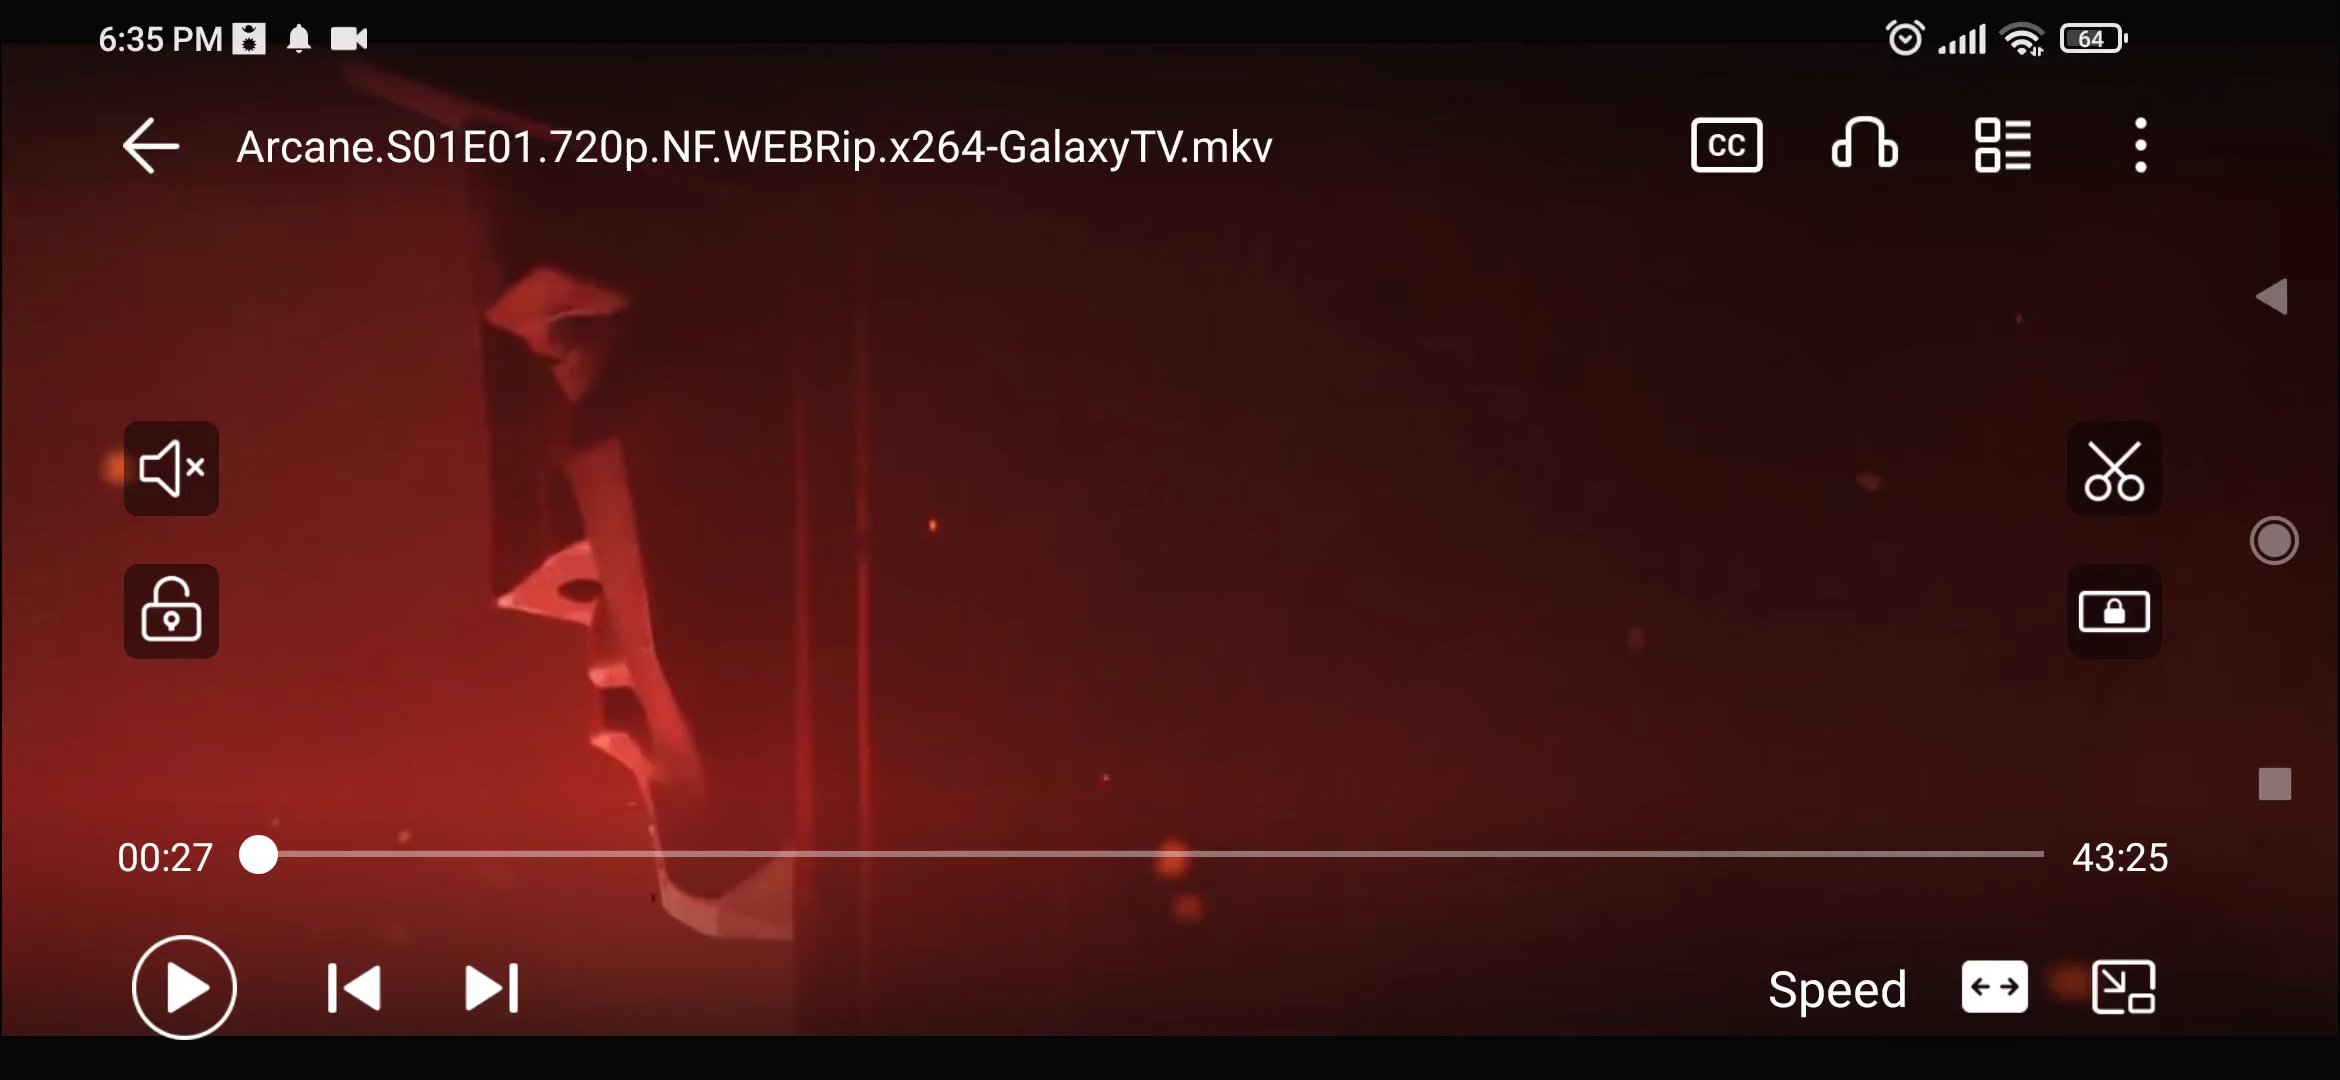 6:35 PM
64
Arcane.S01E01.720p.NF.WEBRip.x264-GalaxyTV.mkv
CC
00:27
43:25
Speed